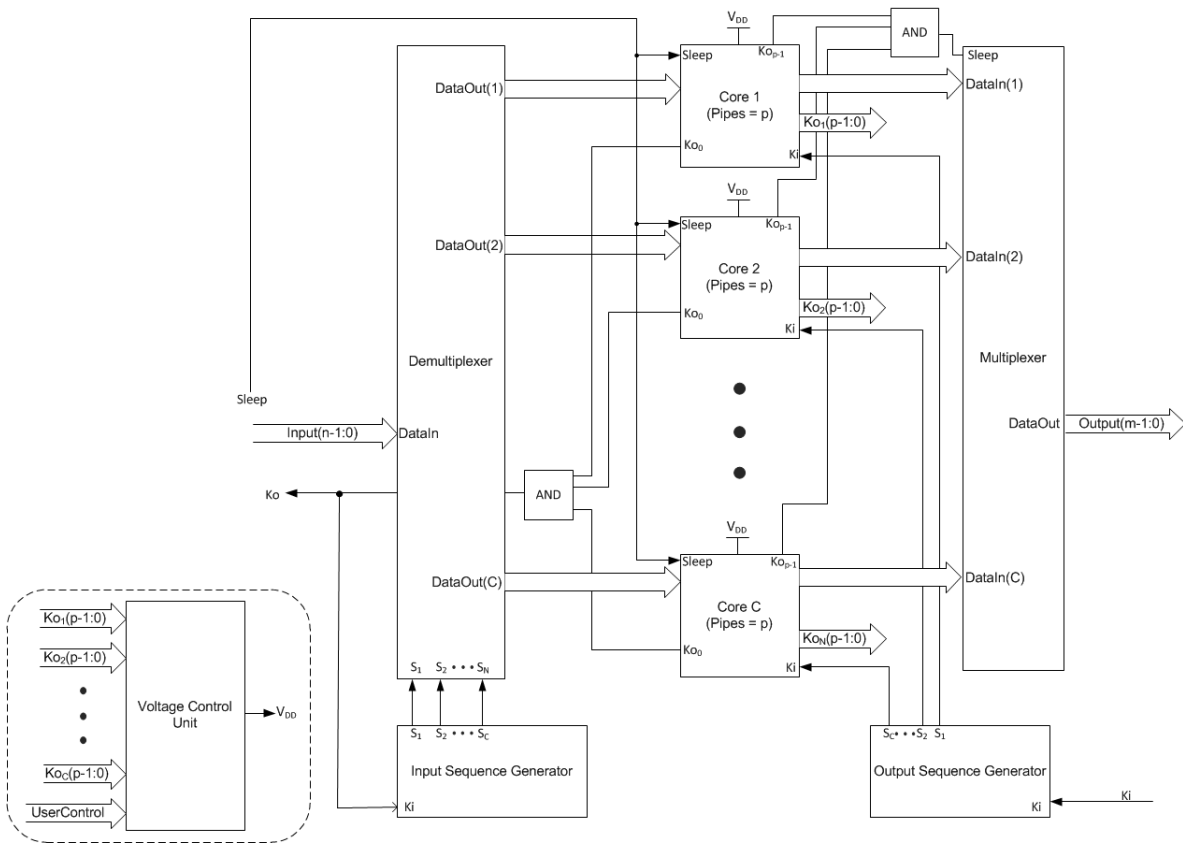 VDD
Kop-1
AND
Sleep
Sleep
DataOut(1)
Core 1
(Pipes = p)
DataIn(1)
Ko1(p-1:0)
Ko0
Ki
VDD
Sleep
Kop-1
DataOut(2)
Core 2
(Pipes = p)
DataIn(2)
Ko2(p-1:0)
Ko0
Ki
Demultiplexer
Multiplexer
Sleep
Input(n-1:0)
DataIn
DataOut
Output(m-1:0)
Ko
AND
VDD
Sleep
Kop-1
DataOut(C)
Core C
(Pipes = p)
DataIn(C)
KoN(p-1:0)
Ko0
Ki
S1 S2 • • • SN
S1 S2 • • • SC
Input Sequence Generator
Ki
SC • • • S2 S1
Output Sequence Generator
Ki
Ki
Ko1(p-1:0)
Ko2(p-1:0)
Voltage Control
Unit
VDD
KoC(p-1:0)
UserControl